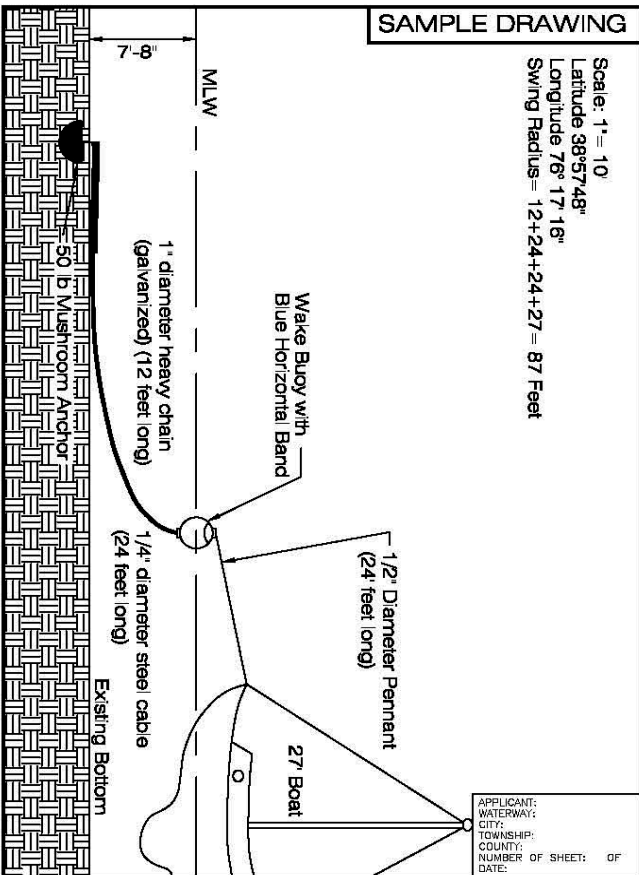 SAMPLE DRAWING
Scale: 1" = 10'
Latitude 38°57'48"
Longitude 76° 17' 16"
Swing Radius= 12+24+24+27= 87 Feet
7'-8"
MLW
Wake Buoy with
Blue Horizontal Band
1/2" Diameter Pennant
(24' feet long)
27' Boat
1" diameter heavy chain
(galvanized) (12 feet long)
1/4" diameter steel cable
(24 feet long)
50 lb Mushroom Anchor
Existing Bottom
APPLICANT:
WATERWAY:
CITY:
TOWNSHIP:
COUNTY:
NUMBER OF SHEET: OF
DATE: